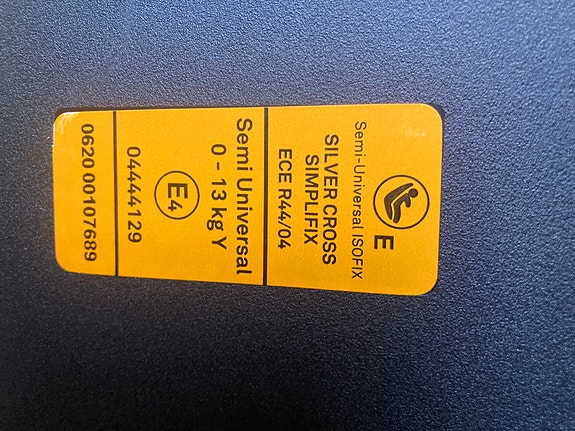 E
Semi-Universal ISOFIX
SILVER CROSS
SIMPLIFIX
ECE R44/04
Semi Universal
0 - 13 kg Y
E4
04444129
0620 00107689